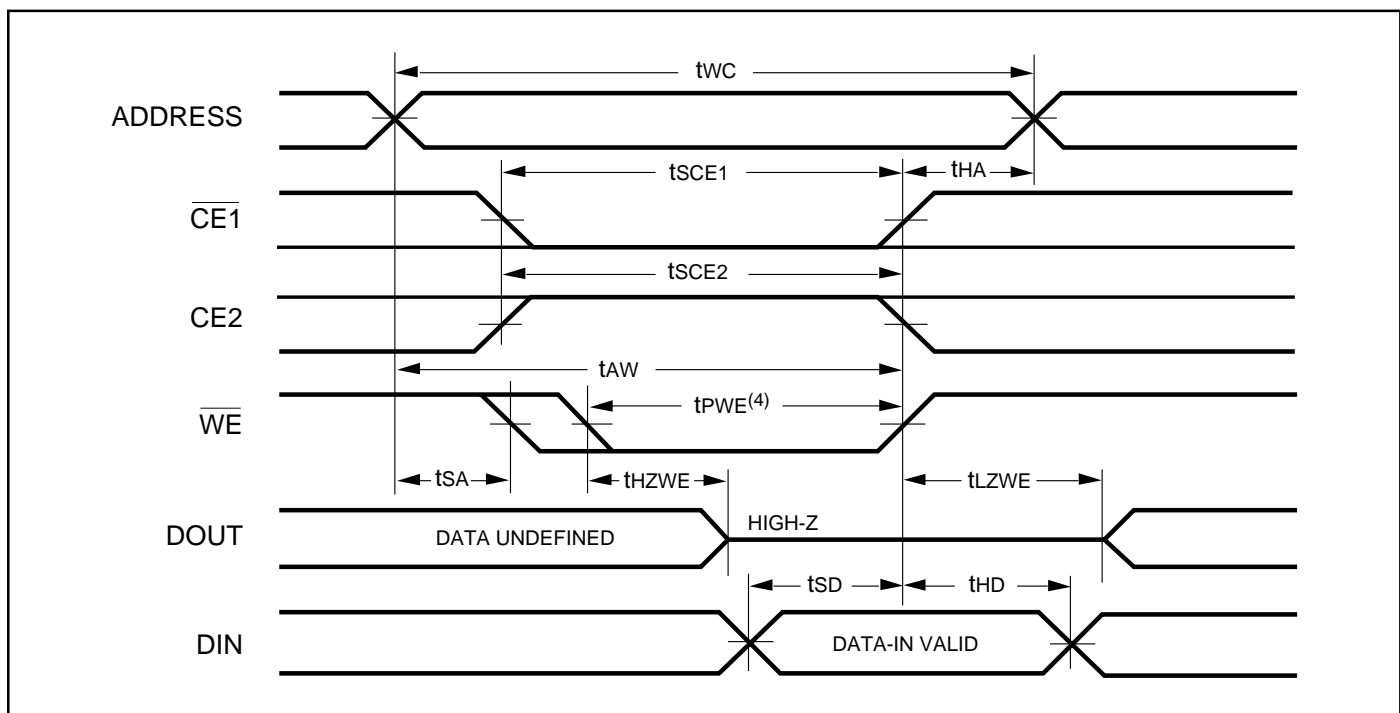 tWC
ADDRESS
tSCE1
tHA
CE1
tSCE2
CE2
tAW
WE
tPWE(4)
tSA
tHZWE
tLZWE
DOUT
DATA UNDEFINED
HIGH-Z
tSD
tHD
DIN
DATA-IN VALID